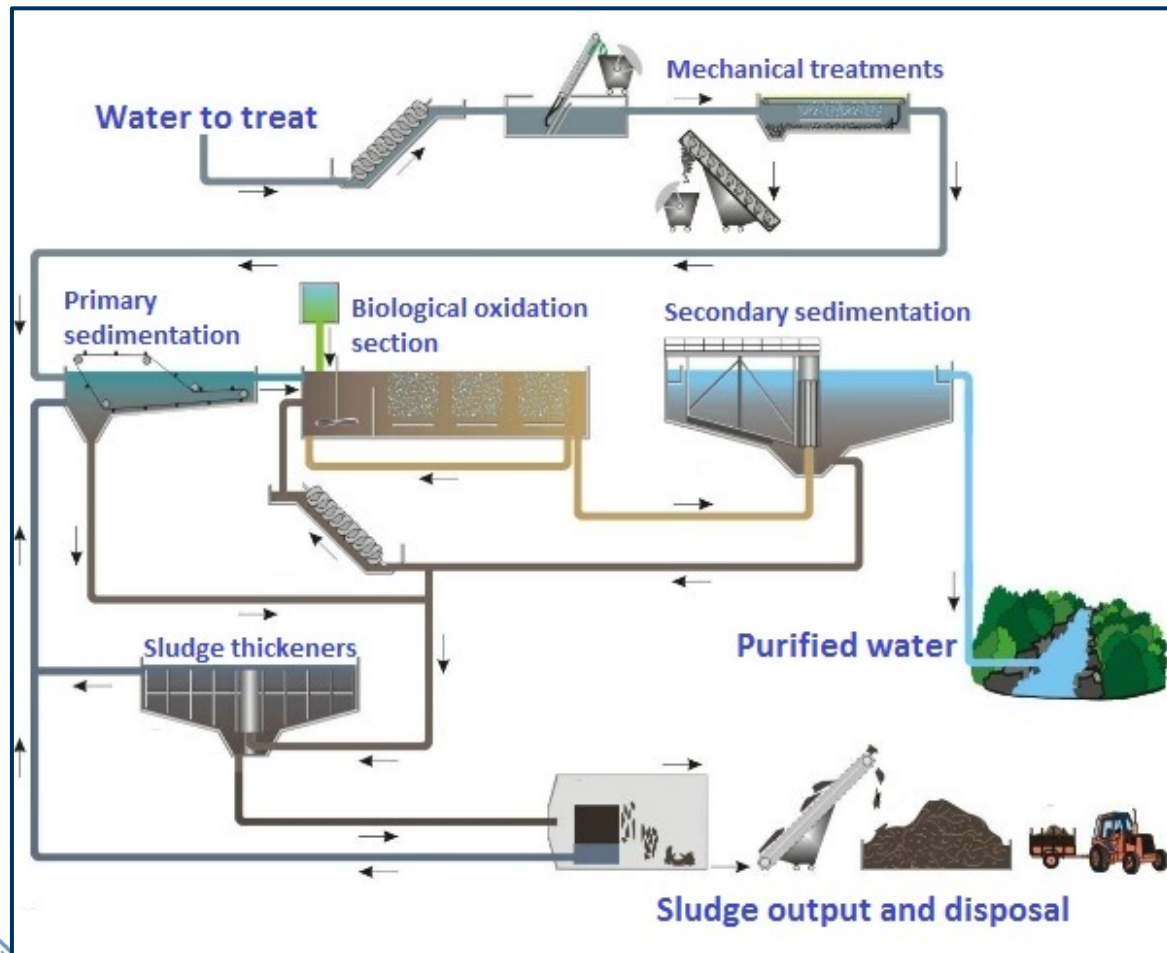 Mechanical treatments
Water to treat
Primary
sedimentation
Biological oxidation
section
Secondary sedimentation
Sludge thickeners
Purified water
Sludge output and disposal